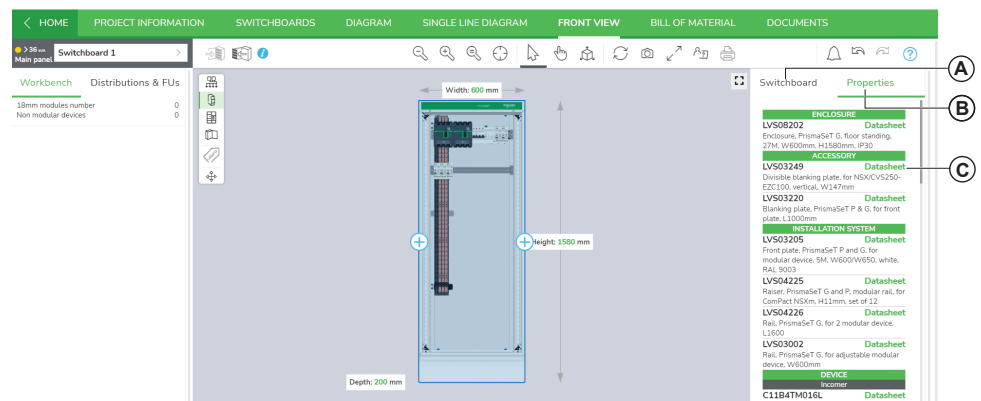 HOME
PROJECT INFORMATION
SWITCHBOARDS
DIAGRAM
SINGLE LINE DIAGRAM
FRONT VIEW
BILL OF MATERIAL
DOCUMENTS
Main panel
Switchboard 1
Workbench
Distributions & FUs
18mm modules number 0
Non modular devices 0
Width: 600 mm
Height: 1580 mm
Depth: 200 mm
Switchboard
Properties
A
B
C
ENCLOSURE
LVS08202 Datasheet
Enclosure, PrismaSeT G, floor standing,
27M, W600mm, H1580mm, IP30
ACCESSORY
LVS03249 Datasheet
Divisible blanking plate, for NSX/CVS250-
EZC100, vertical, W147mm
LVS03220 Datasheet
Blanking plate, PrismaSeT P & G, for front
plate, L1000mm
INSTALLATION SYSTEM
LVS03205 Datasheet
Front plate, PrismaSeT P and G, for
modular device, 5M, W600/W650, white,
RAL 9003
LVS04225 Datasheet
Raiser, PrismaSeT G and P, modular rail, for
ComPact NSXm, H11mm, set of 12
LVS04226 Datasheet
Rail, PrismaSeT G, for 2 modular device,
L1600
LVS03002 Datasheet
Rail, PrismaSeT G, for adjustable modular
device, W600mm
DEVICE
Incomer
C11B4TM016L Datasheet